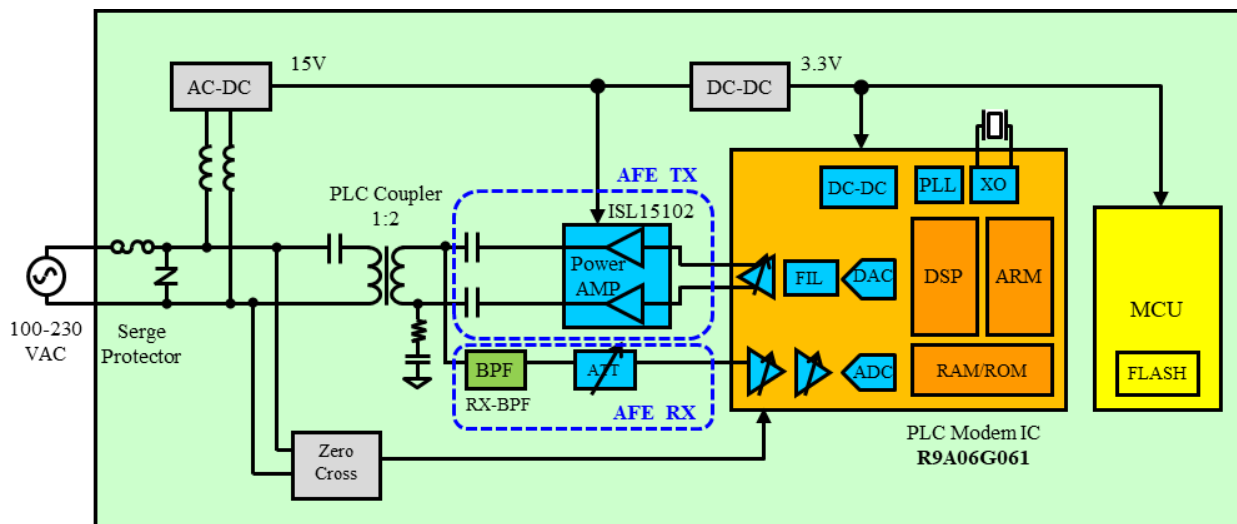 15V
3.3V
AC-DC
DC-DC
AFE TX
PLC Coupler
1:2
ISL15102
DC-DC
PLL
XO
Power
AMP
FIL
DAC
DSP
ARM
MCU
FLASH
100-230
VAC
Serge
Protector
BPF
RX-BPF
ATT
AFE RX
ADC
RAM/ROM
Zero
Cross
PLC Modem IC
R9A06G061